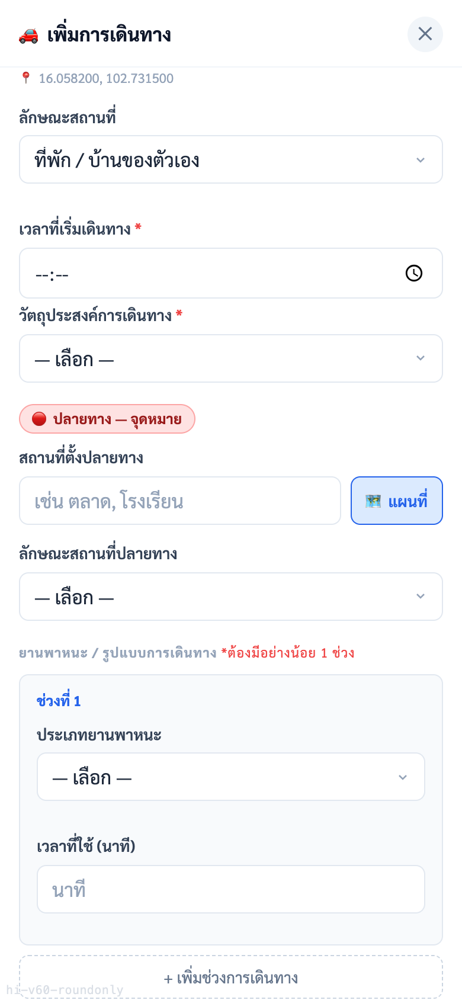 🚗 เพิ่มการเดินทาง
📍 16.058200, 102.731500
ลักษณะสถานที่
ที่พัก / บ้านของตัวเอง
เวลาที่เริ่มเดินทาง *
--:--
วัตถุประสงค์การเดินทาง *
— เลือก —
🔴 ปลายทาง — จุดหมาย
สถานที่ตั้งปลายทาง
เช่น ตลาด, โรงเรียน
🗺️ แผนที่
ลักษณะสถานที่ปลายทาง
— เลือก —
ยานพาหนะ / รูปแบบการเดินทาง *ต้องมีอย่างน้อย 1 ช่วง
ช่วงที่ 1
ประเภทยานพาหนะ
— เลือก —
เวลาที่ใช้ (นาที)
นาที
+ เพิ่มช่วงการเดินทาง
hi-v60-roundonly